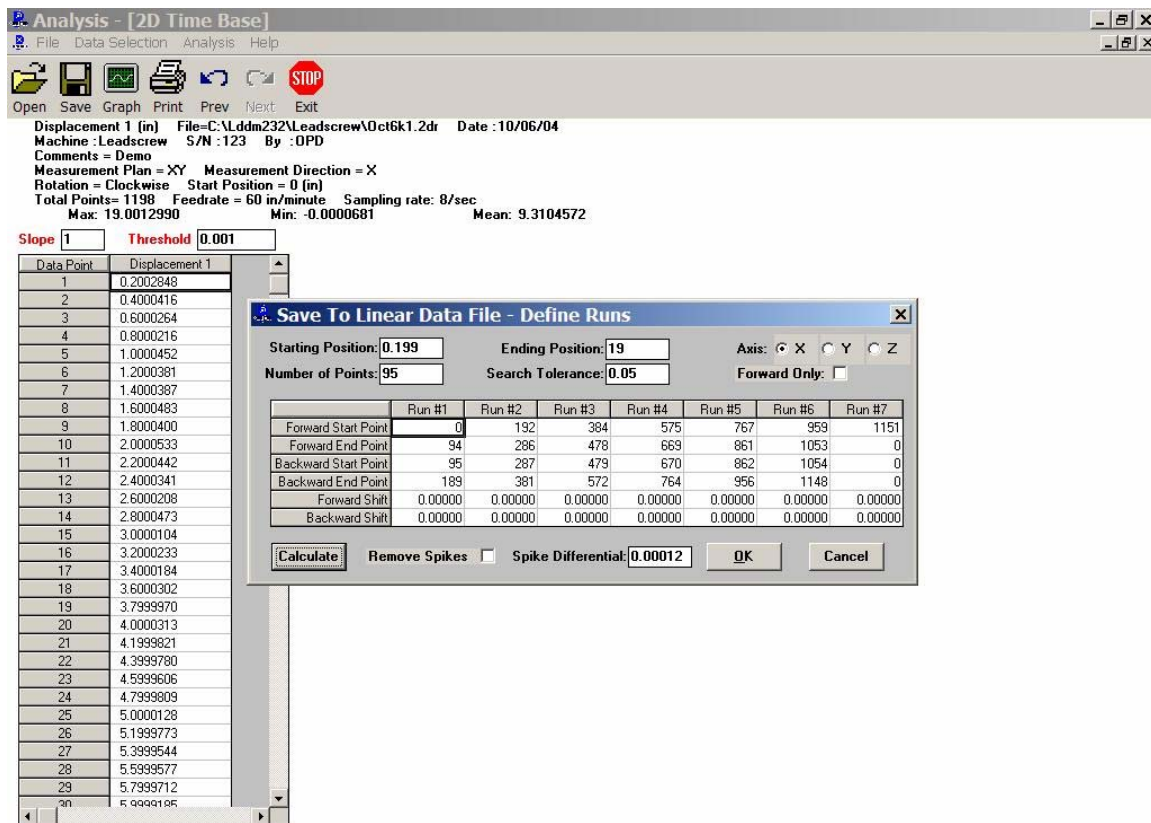 Analysis - [2D Time Base]
File Data Selection Analysis Help
STOP
Open Save Graph Print Prev Next Exit
Displacement 1 (in) File=C:\Lddm232\Leadscrew\Oct6k1.2dr Date :10/06/04
Machine :Leadscrew S/N :123 By :OPD
Comments = Demo
Measurement Plan = XY Measurement Direction = X
Rotation = Clockwise Start Position = 0 (in)
Total Points= 1198 Feedrate = 60 in/minute Sampling rate: 8/sec
Max: 19.0012990 Min: -0.0000681 Mean: 9.3104572
Slope 1 Threshold 0.001
Data Point Displacement 1
1 0.2002848
2 0.4000416
3 0.6000264
4 0.8000216
5 1.0000452
6 1.2000381
7 1.4000387
8 1.6000483
9 1.8000400
10 2.0000533
11 2.2000442
12 2.4000341
13 2.6000208
14 2.8000473
15 3.0000104
16 3.2000233
17 3.4000184
18 3.6000302
19 3.7999970
20 4.0000313
21 4.1999821
22 4.3999780
23 4.5999606
24 4.7999809
25 5.0000128
26 5.1999773
27 5.3999544
28 5.5999577
29 5.7999712
30 5.9999185
Save To Linear Data File - Define Runs
Starting Position: 0.199 Ending Position: 19 Axis: X Y Z
Number of Points: 95 Search Tolerance: 0.05 Forward Only:
Run #1 Run #2 Run #3 Run #4 Run #5 Run #6 Run #7
Forward Start Point 0 192 384 575 767 959 1151
Forward End Point 94 286 478 669 861 1053 0
Backward Start Point 95 287 479 670 862 1054 0
Backward End Point 189 381 572 764 956 1148 0
Forward Shift 0.00000 0.00000 0.00000 0.00000 0.00000 0.00000 0.00000
Backward Shift 0.00000 0.00000 0.00000 0.00000 0.00000 0.00000 0.00000
Calculate Remove Spikes Spike Differential: 0.00012 OK Cancel